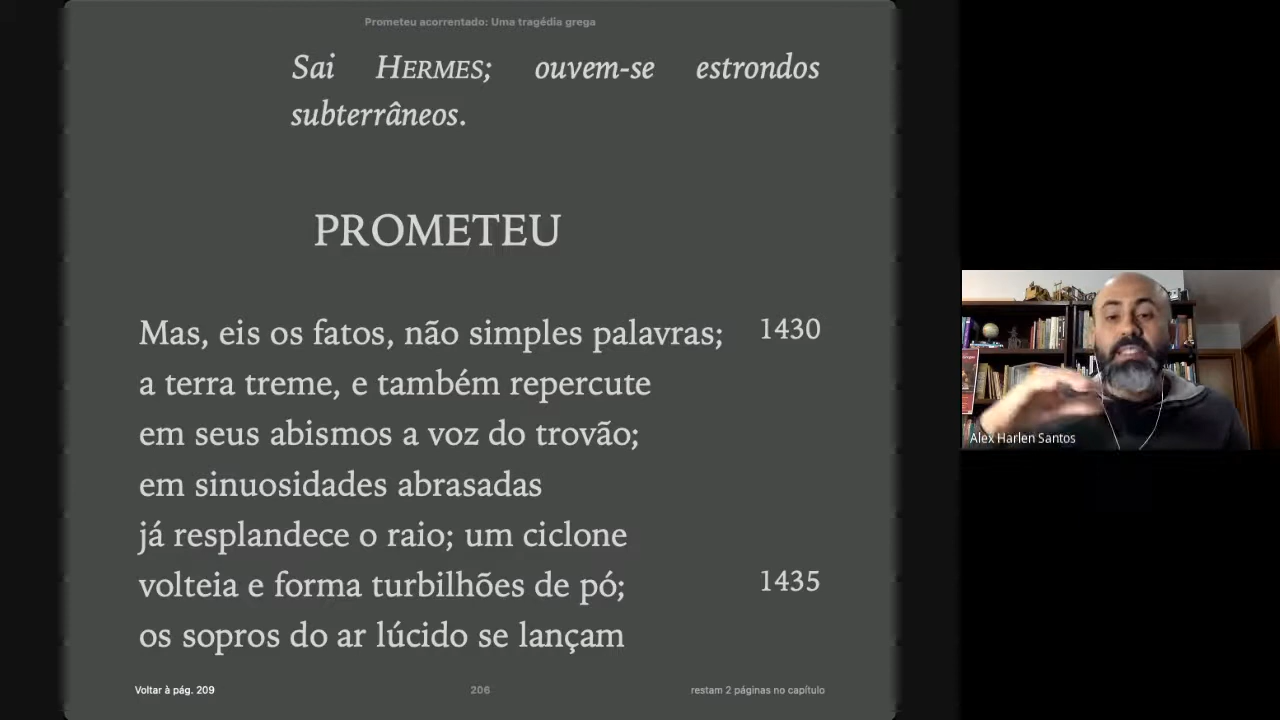 Prometeu acorrentado: Uma tragédia grega
Sai HERMES; ouvem-se estrondos
subterrâneos.
PROMETEU
Mas, eis os fatos, não simples palavras; 1430
a terra treme, e também repercute
em seus abismos a voz do trovão;
em sinuosidades abrasadas
já resplandece o raio; um ciclone
volteia e forma turbilhões de pó; 1435
os sopros do ar lúcido se lançam
Voltar à pág. 209 206 restam 2 páginas no capítulo
Alex Harlen Santos